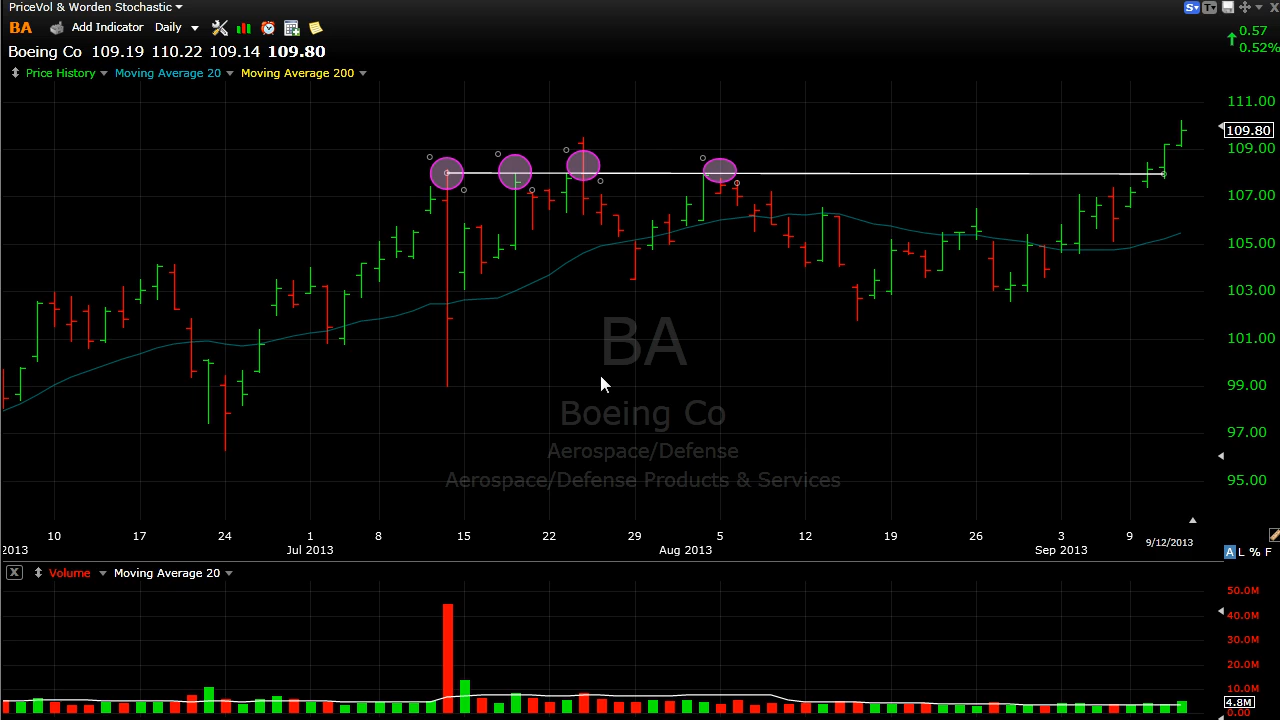 PriceVol & Worden Stochastic
S T X
BA Add Indicator Daily
0.57
0.52%
Boeing Co 109.19 110.22 109.14 109.80
Price History Moving Average 20 Moving Average 200
111.00
109.80
109.00
107.00
105.00
103.00
101.00
99.00
97.00
95.00
BA
Boeing Co
Aerospace/Defense
Aerospace/Defense Products & Services
10 17 24 1 8 15 22 29 5 12 19 26 3 9
2013 Jul 2013 Aug 2013 Sep 2013 9/12/2013
A L % F
X Volume Moving Average 20
50.0M
40.0M
30.0M
20.0M
10.0M
4.8M
0.00